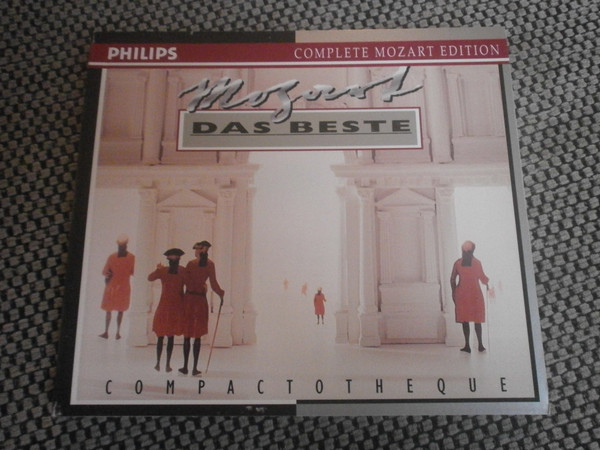 PHILIPS COMPLETE MOZART EDITION
Mozart
DAS BESTE
COMPACTOTHEQUE